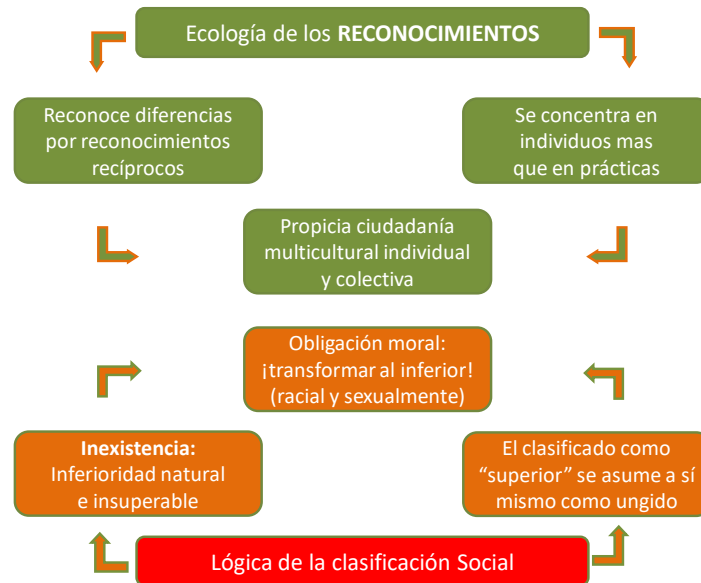 Ecología de los RECONOCIMIENTOS
Reconoce diferencias
por reconocimientos
recíprocos
Se concentra en
individuos mas
que en prácticas
Propicia ciudadanía
multicultural individual
y colectiva
Obligación moral:
¡transformar al inferior!
(racial y sexualmente)
Inexistencia:
Inferioridad natural
e insuperable
El clasificado como
“superior” se asume a sí
mismo como ungido
Lógica de la clasificación Social